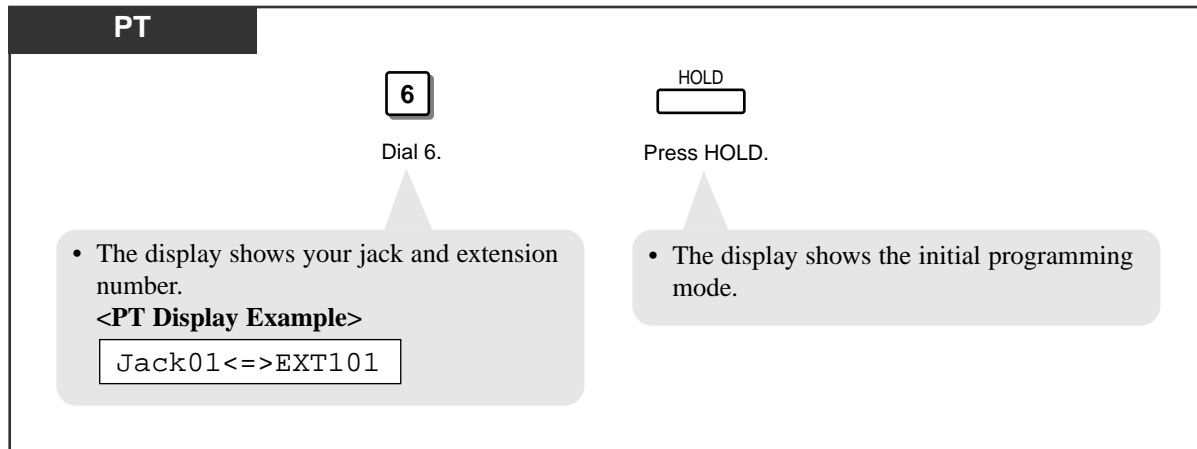 PT
6
HOLD
Dial 6.
Press HOLD.
• The display shows your jack and extension
number.
<PT Display Example>
Jack01<=>EXT101
• The display shows the initial programming
mode.